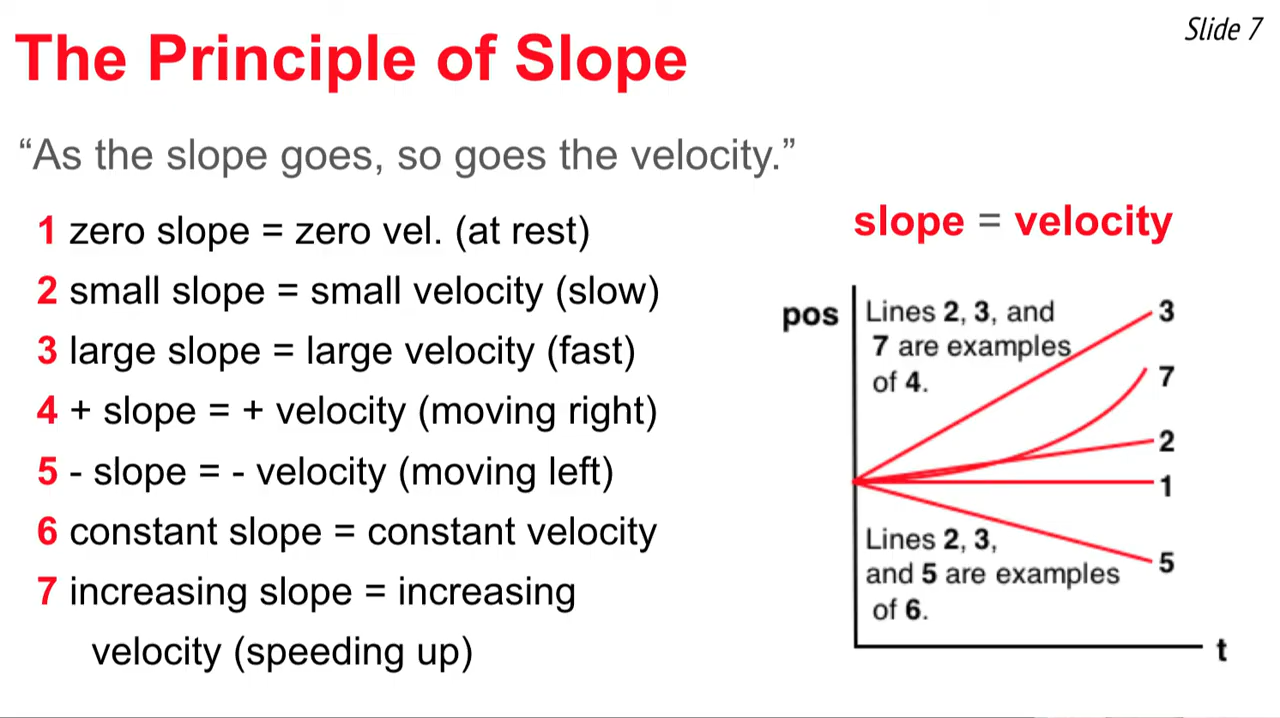 Slide 7
The Principle of Slope
“As the slope goes, so goes the velocity.”
1 zero slope = zero vel. (at rest)
2 small slope = small velocity (slow)
3 large slope = large velocity (fast)
4 + slope = + velocity (moving right)
5 - slope = - velocity (moving left)
6 constant slope = constant velocity
7 increasing slope = increasing
velocity (speeding up)
slope = velocity
pos
Lines 2, 3, and
7 are examples
of 4.
3
7
2
1
5
Lines 2, 3,
and 5 are examples
of 6.
t